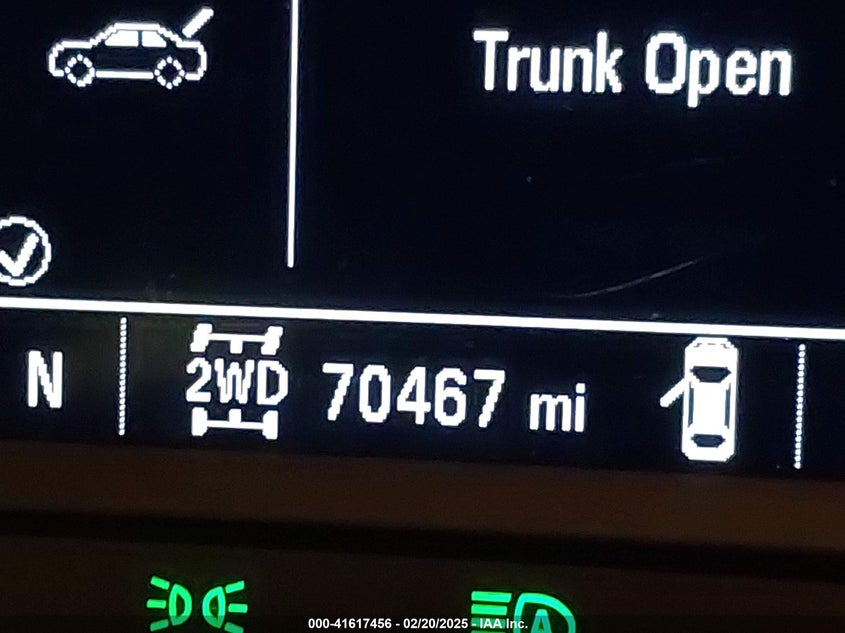 Trunk Open
N
2WD
70467 mi
A
000-41617456 - 02/20/2025 - IAA Inc.